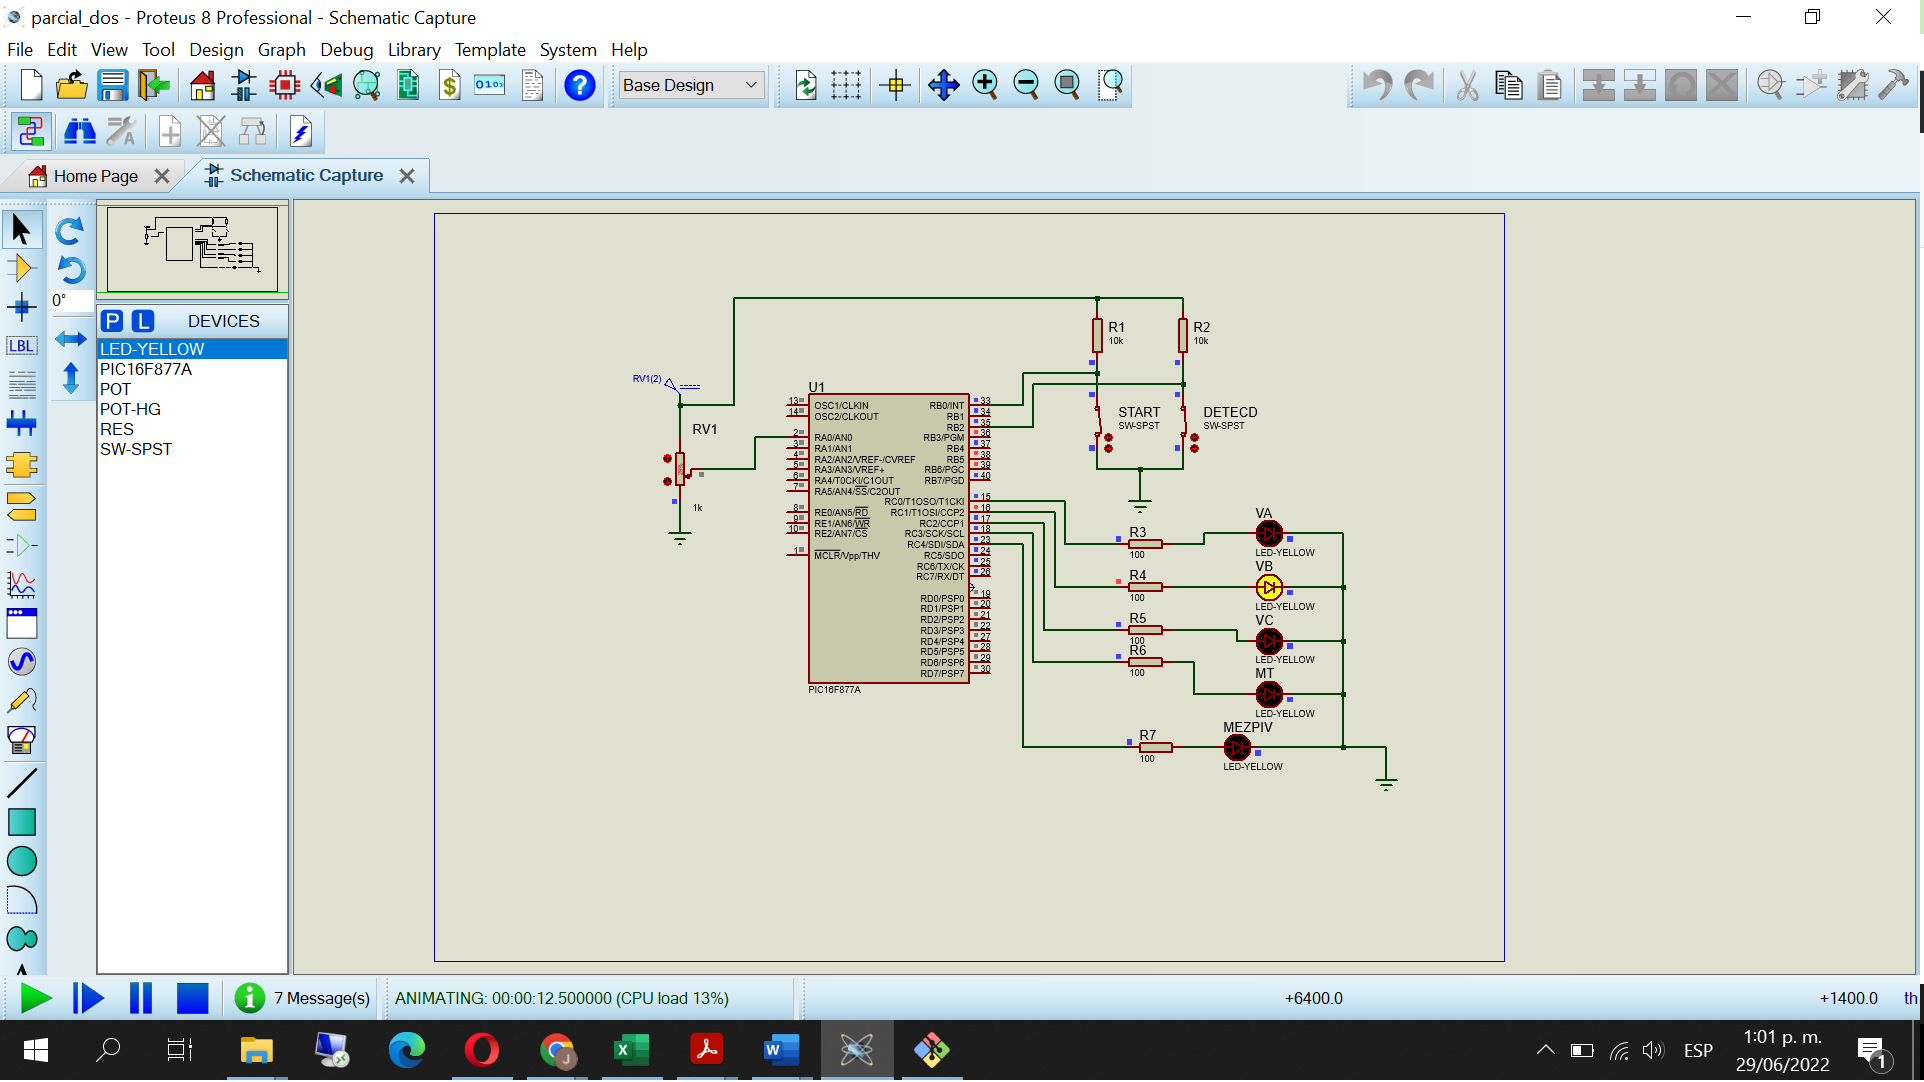 parcial_dos - Proteus 8 Professional - Schematic Capture
File Edit View Tool Design Graph Debug Library Template System Help
Base Design
Home Page
Schematic Capture
LBL
0°
P L DEVICES
LED-YELLOW
PIC16F877A
POT
POT-HG
RES
SW-SPST
R1
10k
R2
10k
RV1(2)
RV1
1k
U1
13 OSC1/CLKIN
14 OSC2/CLKOUT
2 RA0/AN0
3 RA1/AN1
4 RA2/AN2/VREF-/CVREF
5 RA3/AN3/VREF+
6 RA4/T0CKI/C1OUT
7 RA5/AN4/SS/C2OUT
8 RE0/AN5/RD
9 RE1/AN6/WR
10 RE2/AN7/CS
1 MCLR/Vpp/THV
RB0/INT 33
RB1 34
RB2 35
RB3/PGM 36
RB4 37
RB5 38
RB6/PGC 39
RB7/PGD 40
RC0/T1OSO/T1CKI 15
RC1/T1OSI/CCP2 16
RC2/CCP1 17
RC3/SCK/SCL 18
RC4/SDI/SDA 23
RC5/SDO 24
RC6/TX/CK 25
RC7/RX/DT 26
RD0/PSP0 19
RD1/PSP1 20
RD2/PSP2 21
RD3/PSP3 22
RD4/PSP4 27
RD5/PSP5 28
RD6/PSP6 29
RD7/PSP7 30
PIC16F877A
START
SW-SPST
DETECD
SW-SPST
R3
100
VA
LED-YELLOW
R4
100
VB
LED-YELLOW
R5
100
VC
LED-YELLOW
R6
100
MT
LED-YELLOW
R7
100
MEZPIV
LED-YELLOW
7 Message(s)
ANIMATING: 00:00:12.500000 (CPU load 13%)
+6400.0
+1400.0
th
ESP
1:01 p. m.
29/06/2022
1